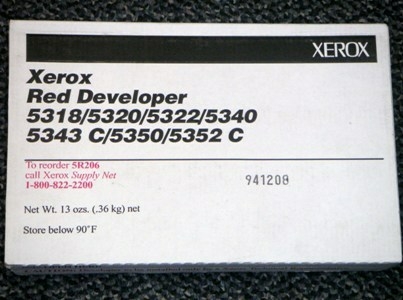 XEROX
Xerox
Red Developer
5318/5320/5322/5340
5343 C/5350/5352 C
To reorder 5R206
call Xerox Supply Net
1-800-822-2200
941208
Net Wt. 13 ozs. (.36 kg) net
Store below 90°F